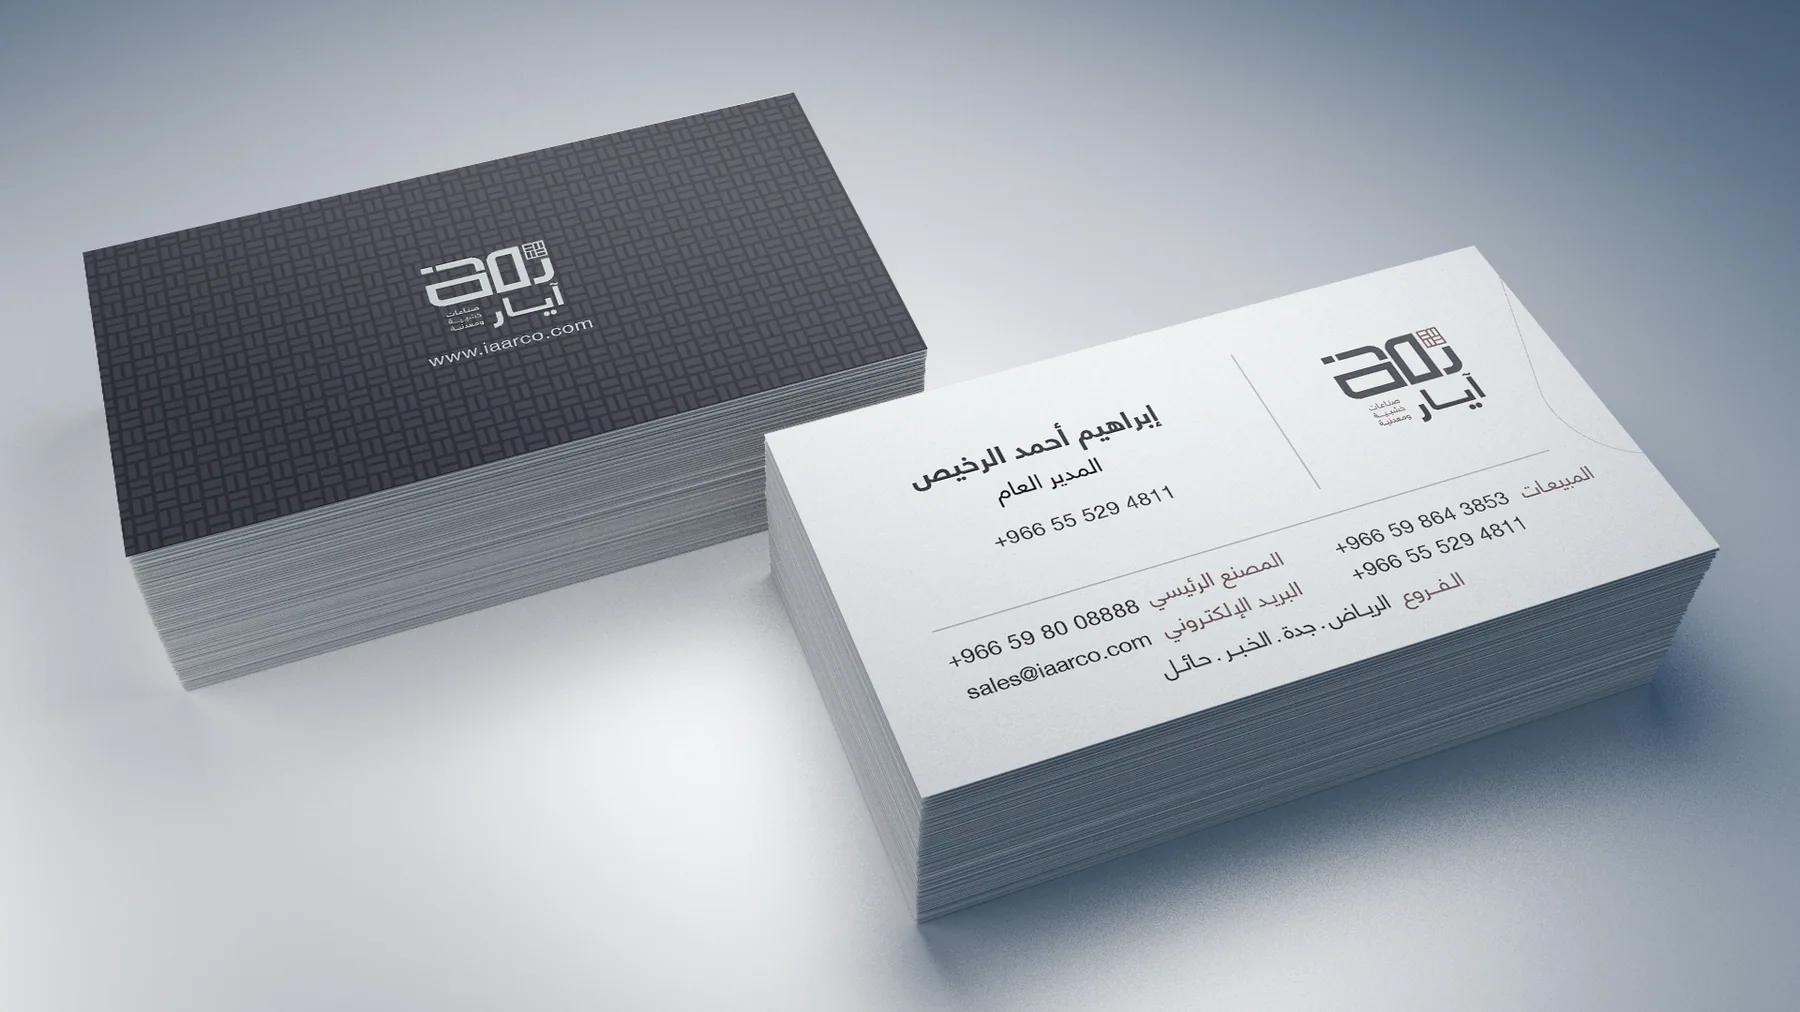 آيار
صناعات
خشبية
ومعدنية
www.iaarco.com
آيار
صناعات
خشبية
ومعدنية
إبراهيم أحمد الرخيص
المدير العام
+966 55 529 4811
المبيعات +966 59 864 3853
+966 55 529 4811
المصنع الرئيسي +966 59 80 08888
البريد الإلكتروني sales@iaarco.com
الفروع الرياض . جدة . الخبر . حائل